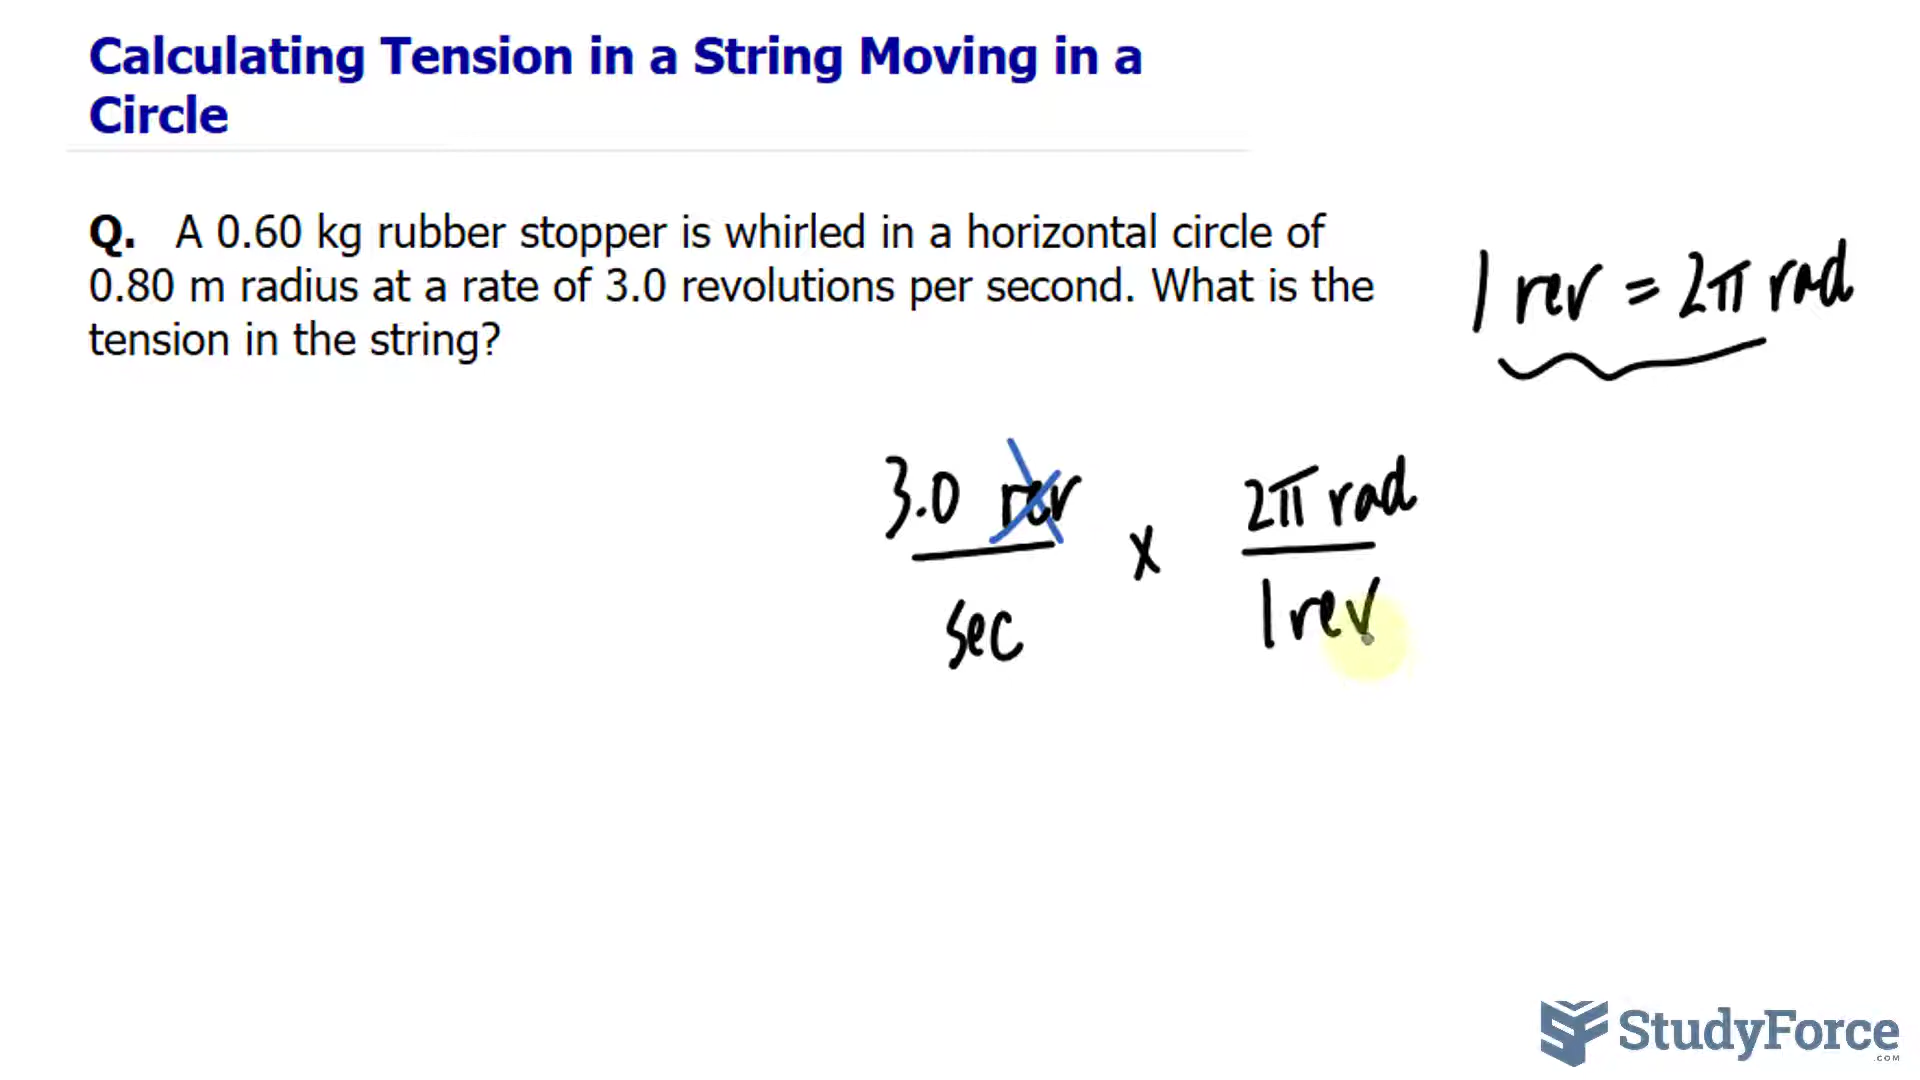 Calculating Tension in a String Moving in a
Circle
Q. A 0.60 kg rubber stopper is whirled in a horizontal circle of
0.80 m radius at a rate of 3.0 revolutions per second. What is the
tension in the string?
1 rev = 2π rad
3.0 rev
sec
x
2π rad
1 rev
StudyForce
.COM